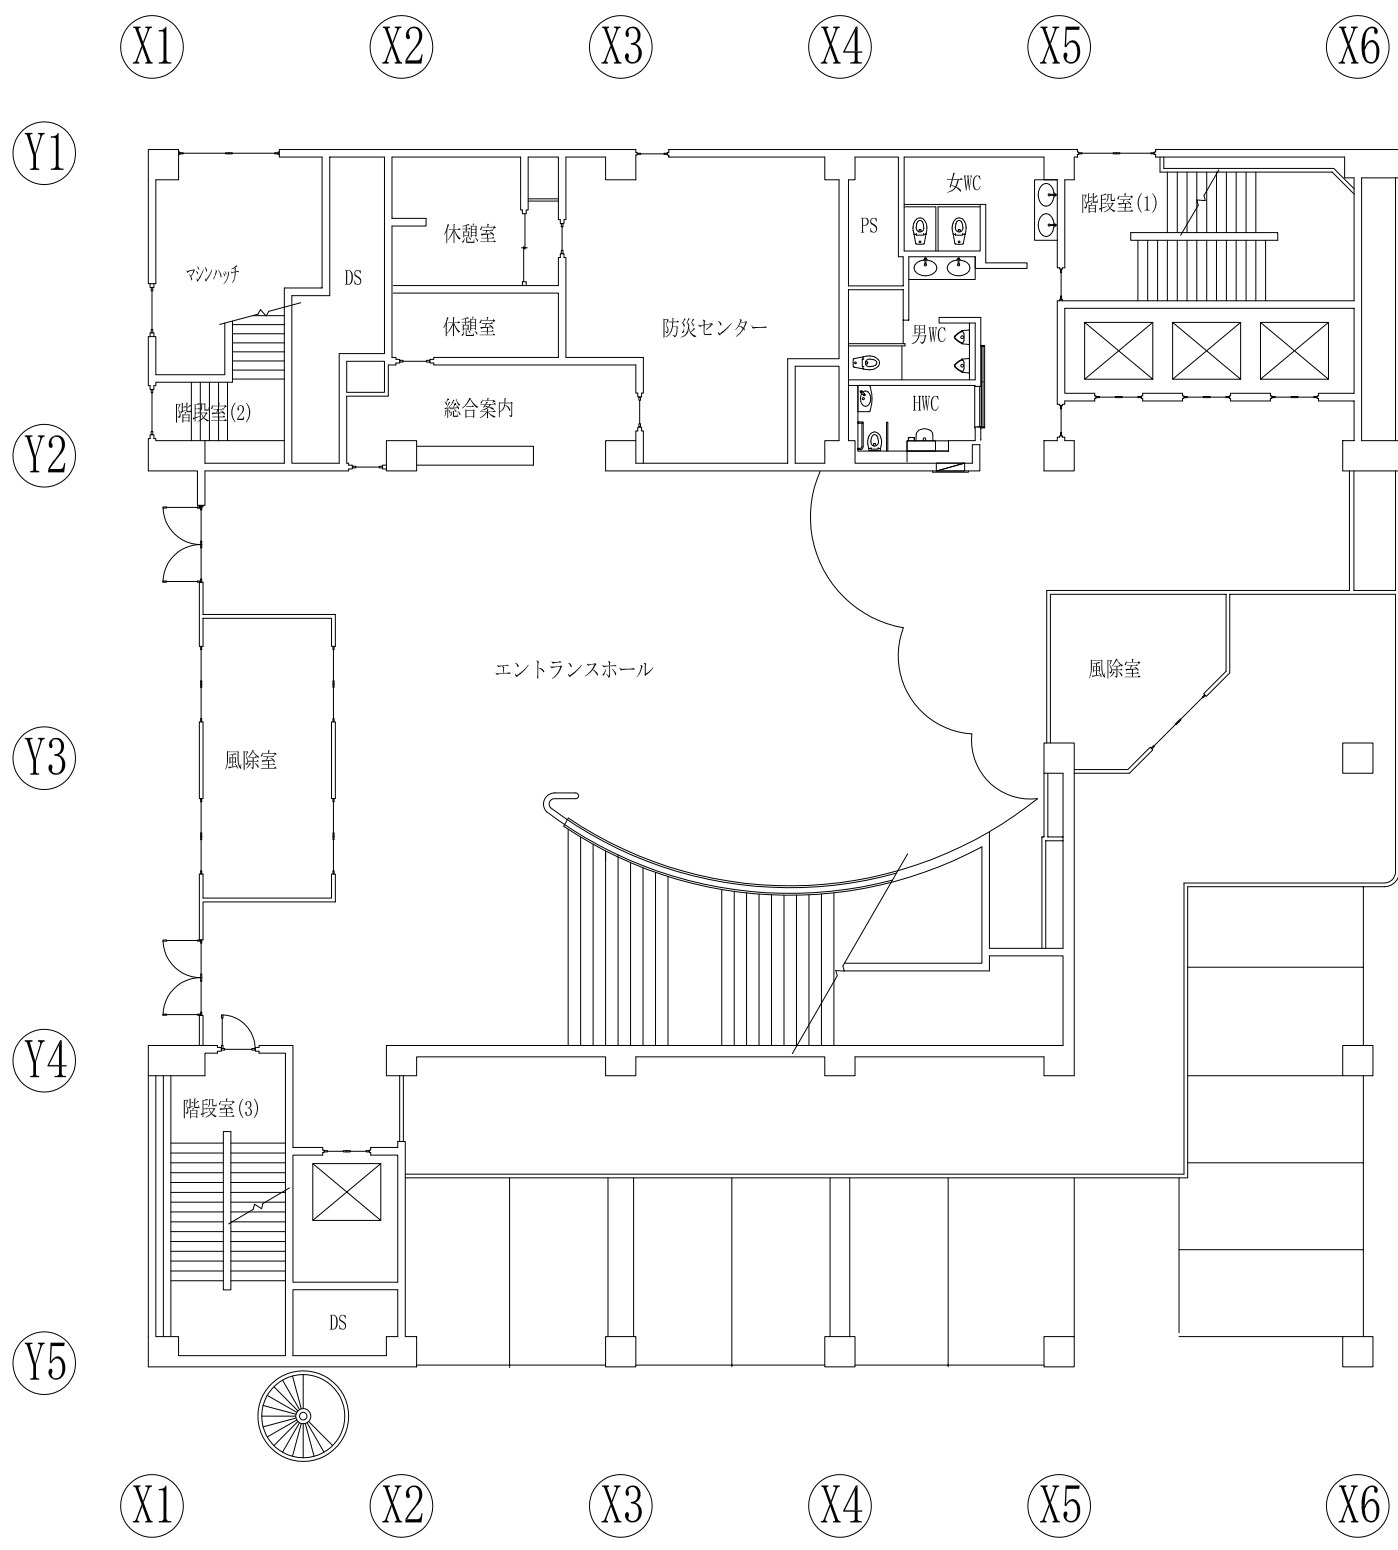 X1
X2
X3
X4
X5
X6
Y1
女WC
階段室(1)
PS
休憩室
マシンハッチ
DS
休憩室
防災センター
男WC
階段室(2)
総合案内
HWC
Y2
エントランスホール
風除室
Y3
風除室
Y4
階段室(3)
DS
Y5
X1
X2
X3
X4
X5
X6